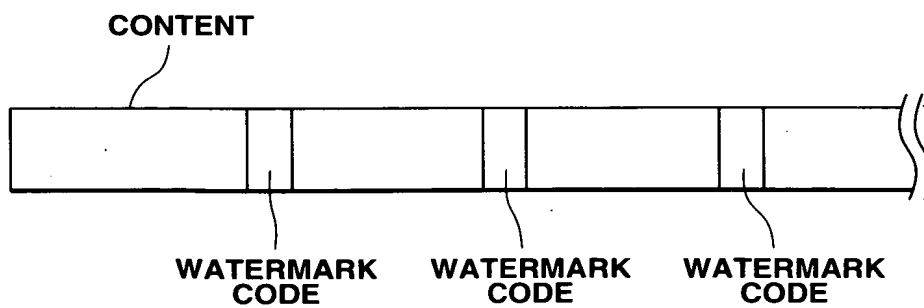 CONTENT
WATERMARK
CODE
WATERMARK
CODE
WATERMARK
CODE